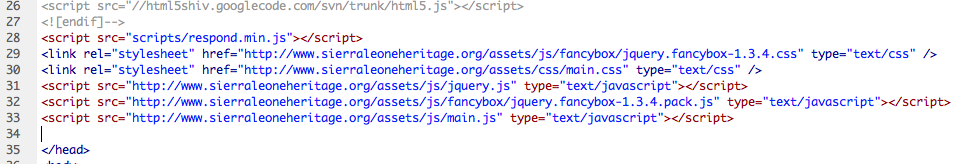 26 <script src="//html5shiv.googlecode.com/svn/trunk/html5.js"></script>
27 <![endif]-->
28 <script src="scripts/respond.min.js"></script>
29 <link rel="stylesheet" href="http://www.sierraleoneheritage.org/assets/js/fancybox/jquery.fancybox-1.3.4.css" type="text/css" />
30 <link rel="stylesheet" href="http://www.sierraleoneheritage.org/assets/css/main.css" type="text/css" />
31 <script src="http://www.sierraleoneheritage.org/assets/js/jquery.js" type="text/javascript"></script>
32 <script src="http://www.sierraleoneheritage.org/assets/js/fancybox/jquery.fancybox-1.3.4.pack.js" type="text/javascript"></script>
33 <script src="http://www.sierraleoneheritage.org/assets/js/main.js" type="text/javascript"></script>
34
35 </head>